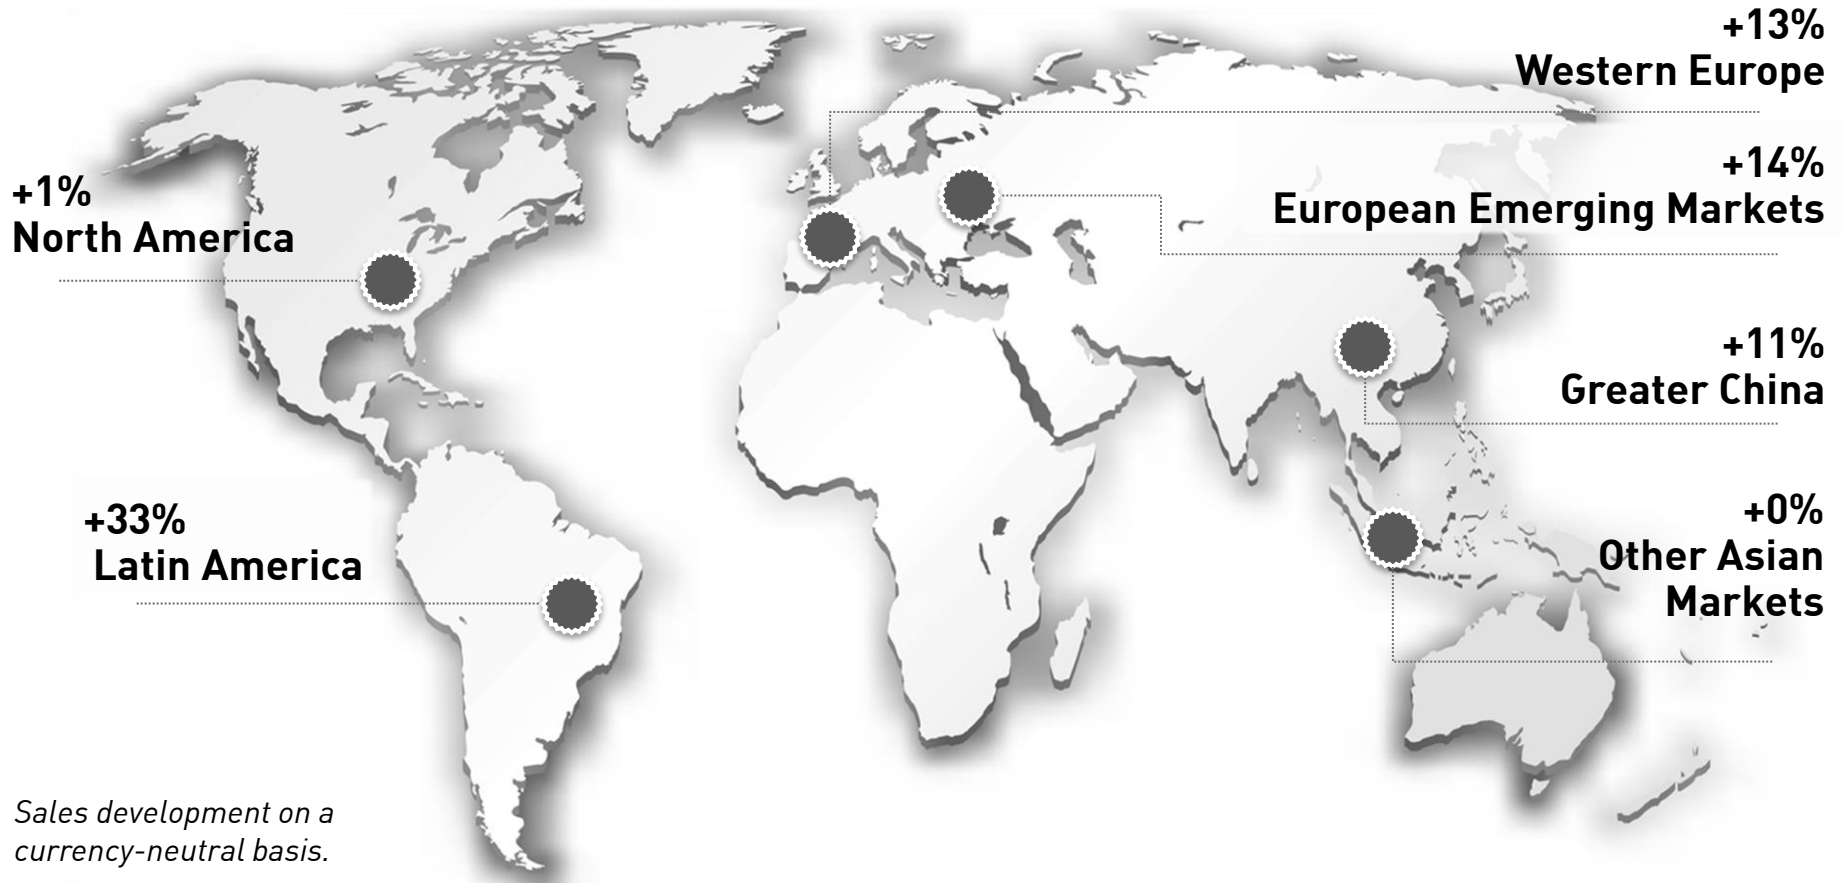 +13%
Western Europe
+14%
European Emerging Markets
+1%
North America
+11%
Greater China
+33%
Latin America
+0%
Other Asian
Markets
Sales development on a
currency-neutral basis.